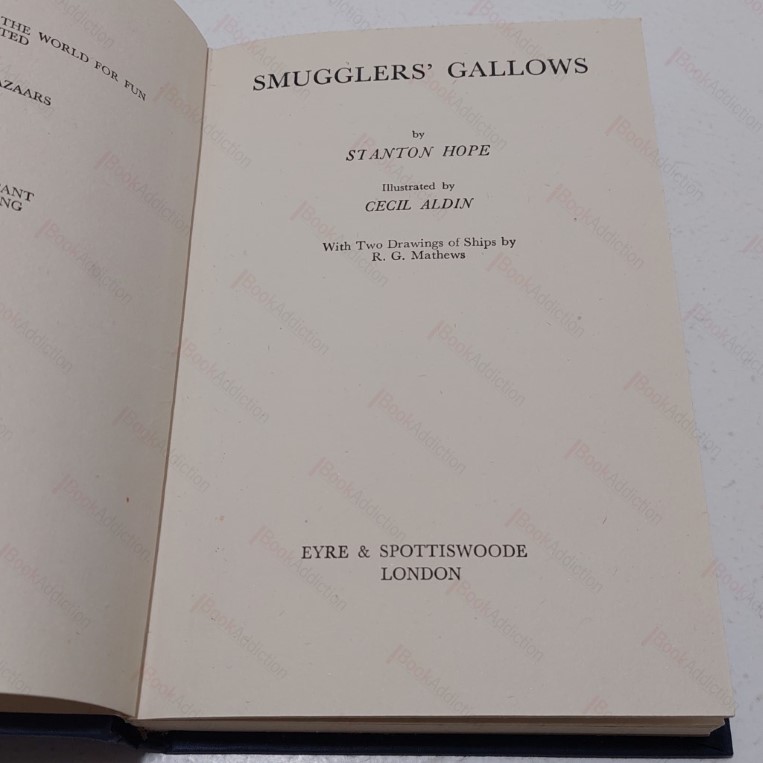 THE WORLD FOR FUN
TED
AZAARS
ANT
NG
SMUGGLERS' GALLOWS
by
STANTON HOPE
Illustrated by
CECIL ALDIN
With Two Drawings of Ships by
R. G. Mathews
EYRE & SPOTTISWOODE
LONDON
BookAddiction